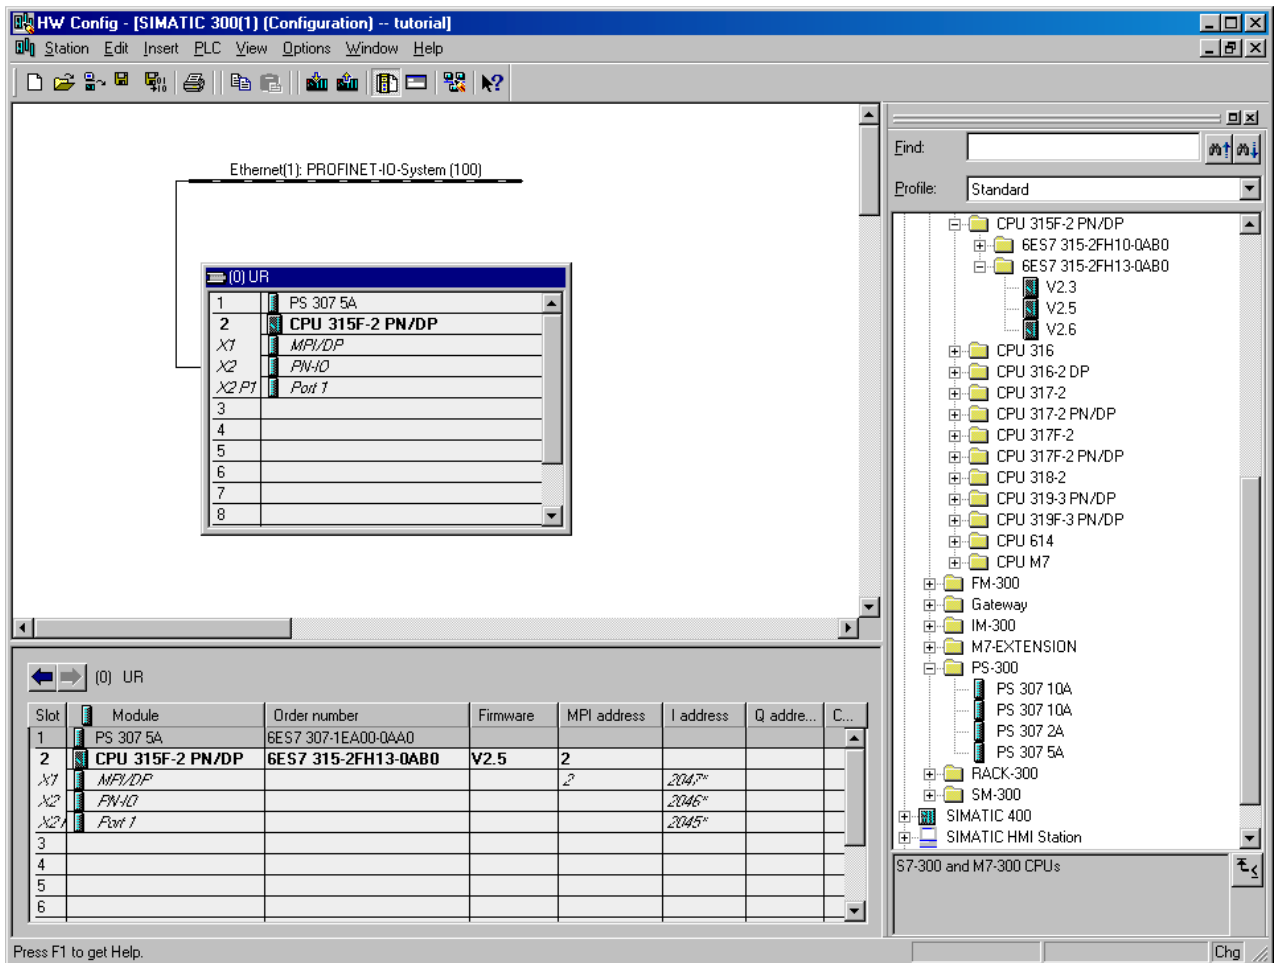 HW Config - [SIMATIC 300(1) (Configuration) -- tutorial]
Station Edit Insert PLC View Options Window Help
Ethernet(1): PROFINET-IO-System (100)
(0) UR
1 PS 307 5A
2 CPU 315F-2 PN/DP
X1 MPI/DP
X2 PN-IO
X2 P1 Port 1
3
4
5
6
7
8
Find:
Profile: Standard
CPU 315F-2 PN/DP
6ES7 315-2FH10-0AB0
6ES7 315-2FH13-0AB0
V2.3
V2.5
V2.6
CPU 316
CPU 316-2 DP
CPU 317-2
CPU 317-2 PN/DP
CPU 317F-2
CPU 317F-2 PN/DP
CPU 318-2
CPU 319-3 PN/DP
CPU 319F-3 PN/DP
CPU 614
CPU M7
FM-300
Gateway
IM-300
M7-EXTENSION
PS-300
PS 307 10A
PS 307 10A
PS 307 2A
PS 307 5A
RACK-300
SM-300
SIMATIC 400
SIMATIC HMI Station
S7-300 and M7-300 CPUs
(0) UR
Slot Module Order number Firmware MPI address I address Q addre... C...
1 PS 307 5A 6ES7 307-1EA00-0AA0
2 CPU 315F-2 PN/DP 6ES7 315-2FH13-0AB0 V2.5 2
X1 MPI/DP 2 2047*
X2 PN-IO 2046*
X2 Port 1 2045*
3
4
5
6
Press F1 to get Help.
Chg